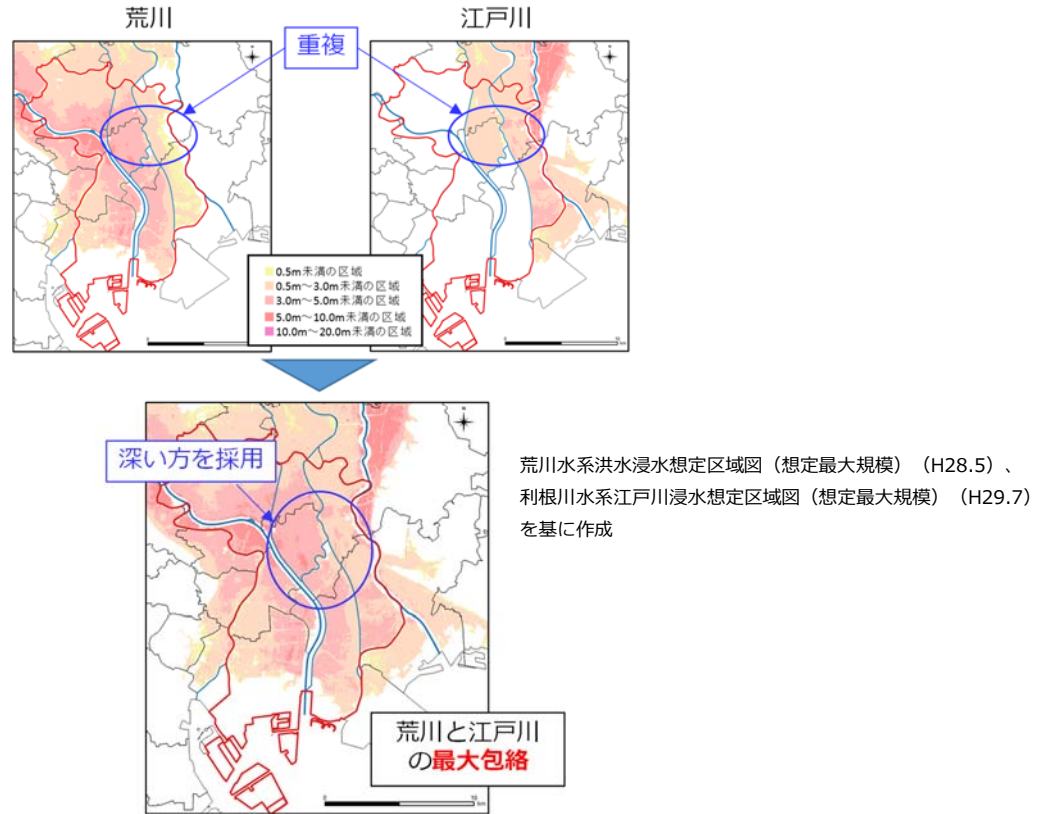 荒川
江戸川
重複
0.5m未満の区域
0.5m～3.0m未満の区域
3.0m～5.0m未満の区域
5.0m～10.0m未満の区域
10.0m～20.0m未満の区域
深い方を採用
荒川水系洪水浸水想定区域図（想定最大規模）（H28.5）、
利根川水系江戸川浸水想定区域図（想定最大規模）（H29.7）
を基に作成
荒川と江戸川
の最大包絡